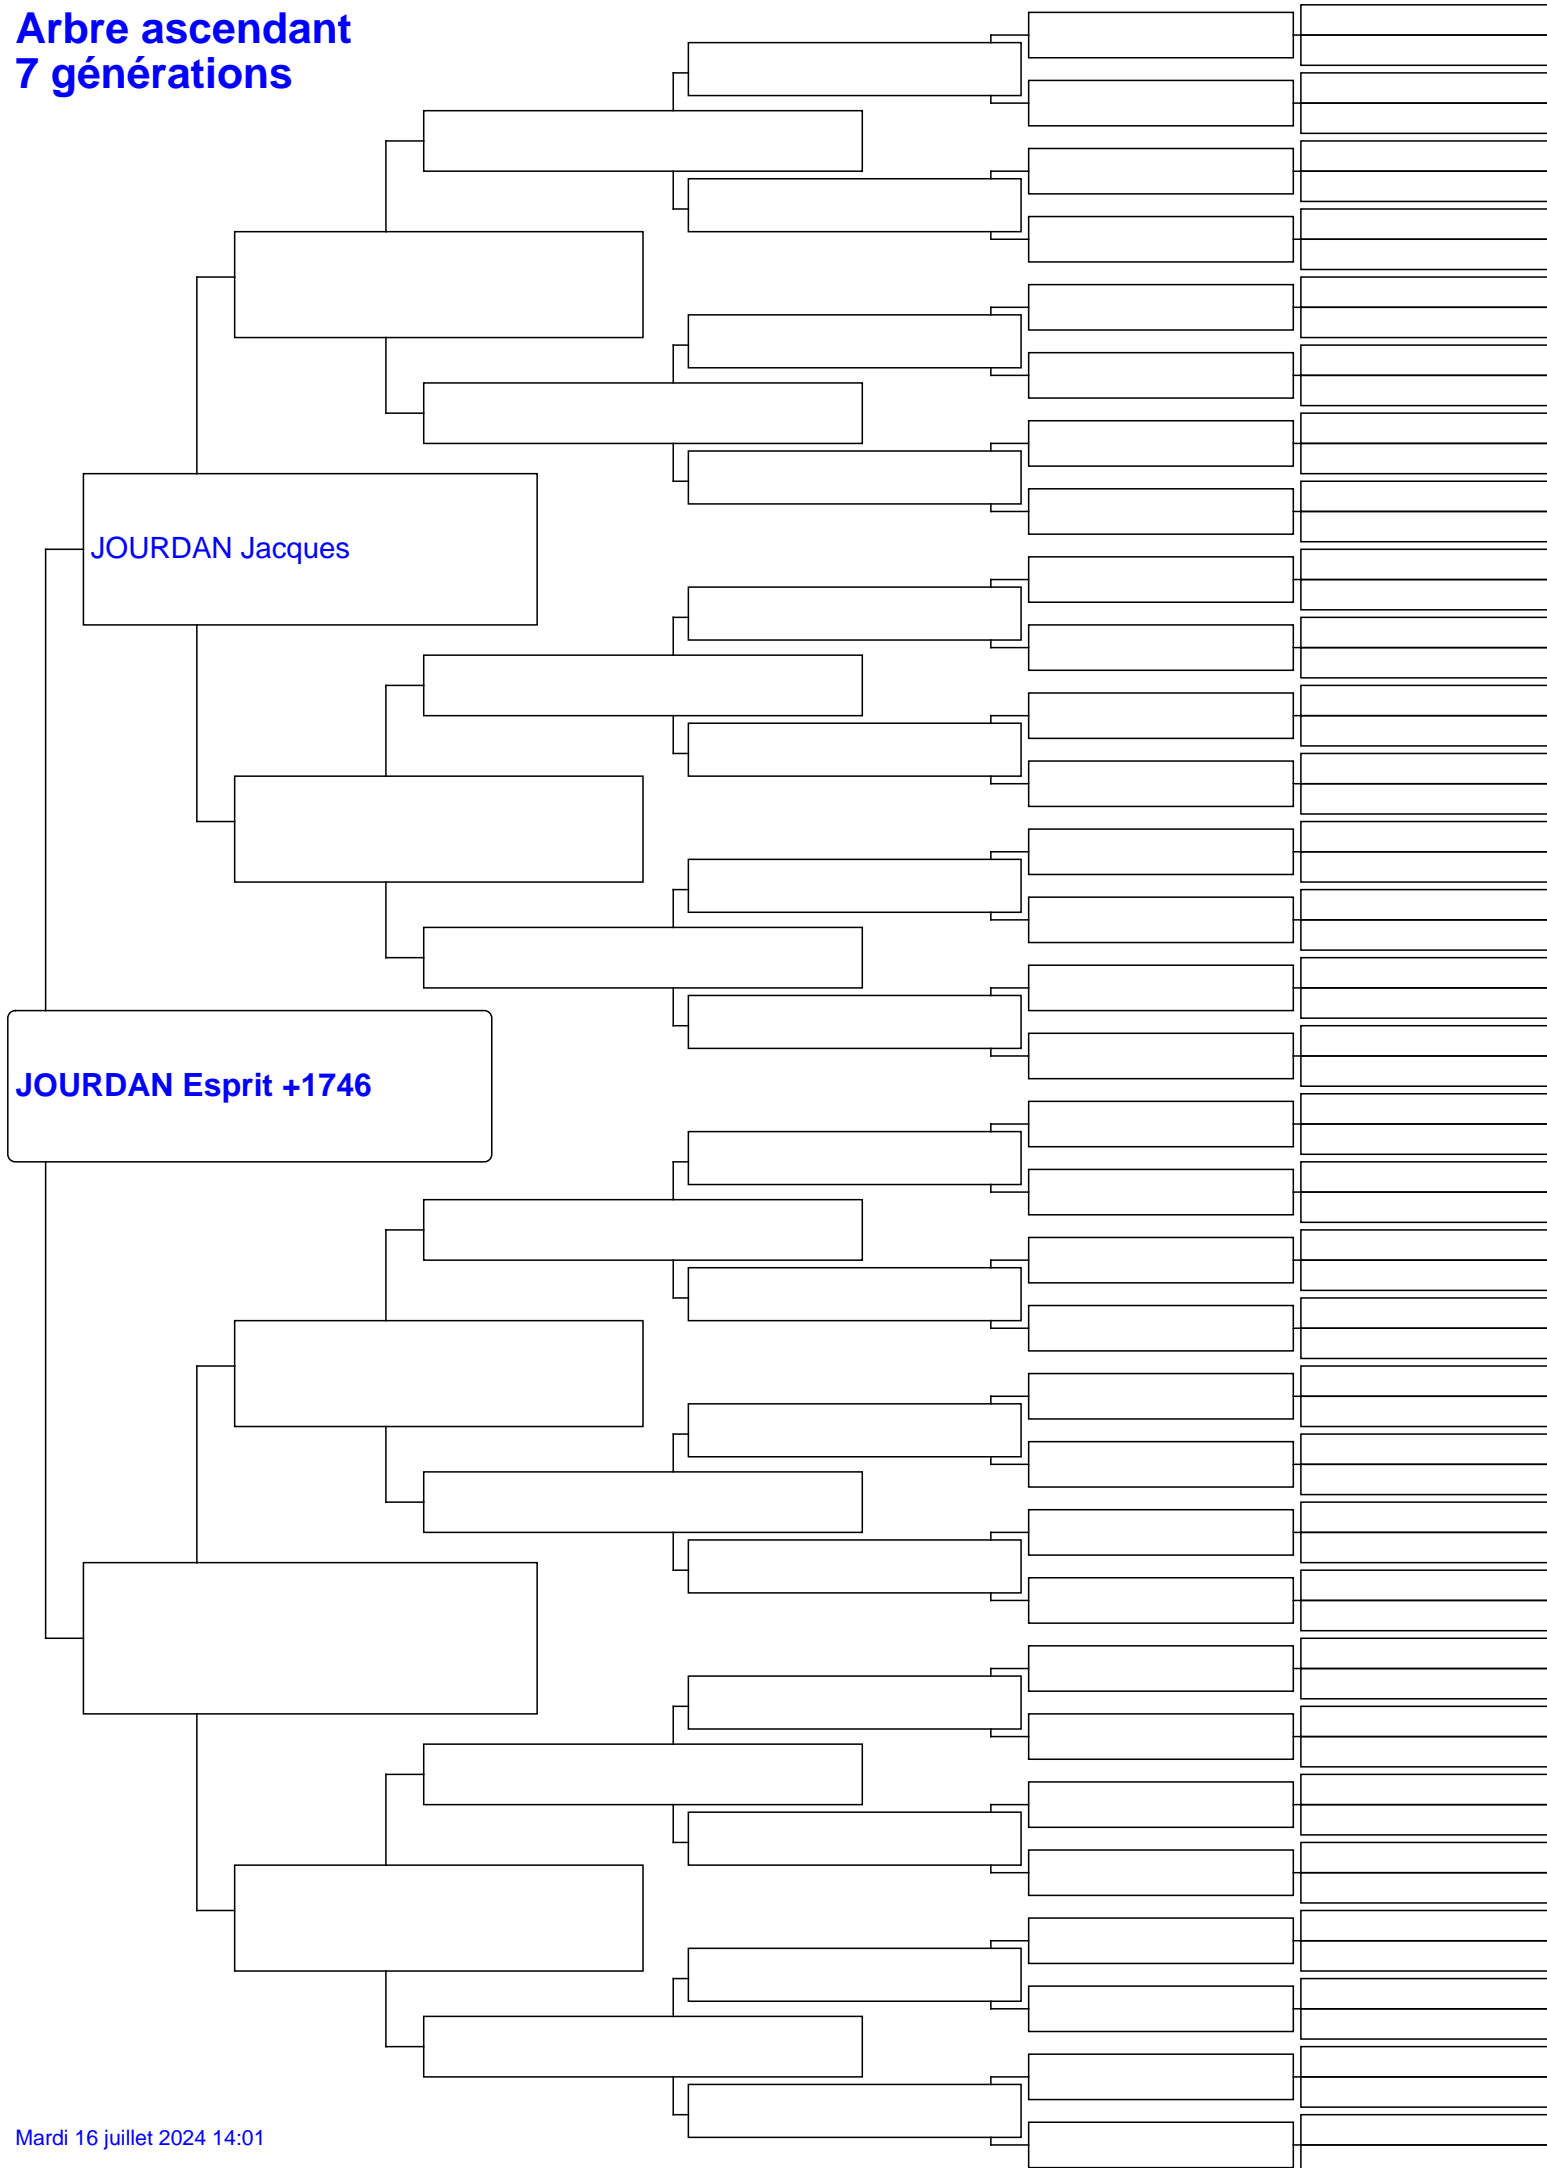 Arbre ascendant
7 générations
JOURDAN Jacques
JOURDAN Esprit +1746
Mardi 16 juillet 2024 14:01